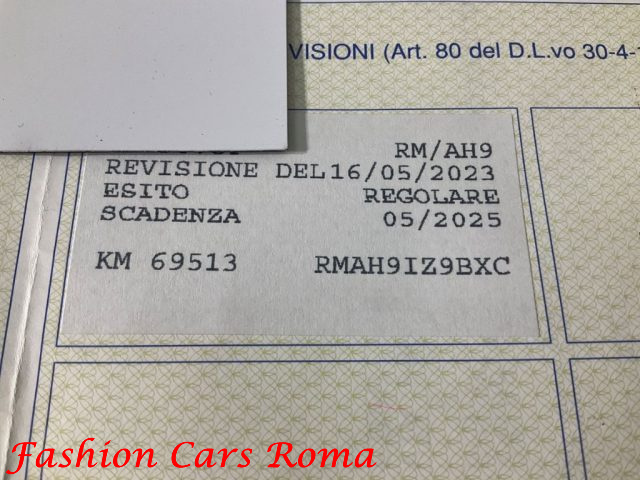 VISIONI (Art. 80 del D.L.vo 30-4-
RM/AH9
REVISIONE DEL16/05/2023
ESITO REGOLARE
SCADENZA 05/2025
KM 69513 RMAH9IZ9BXC
Fashion Cars Roma